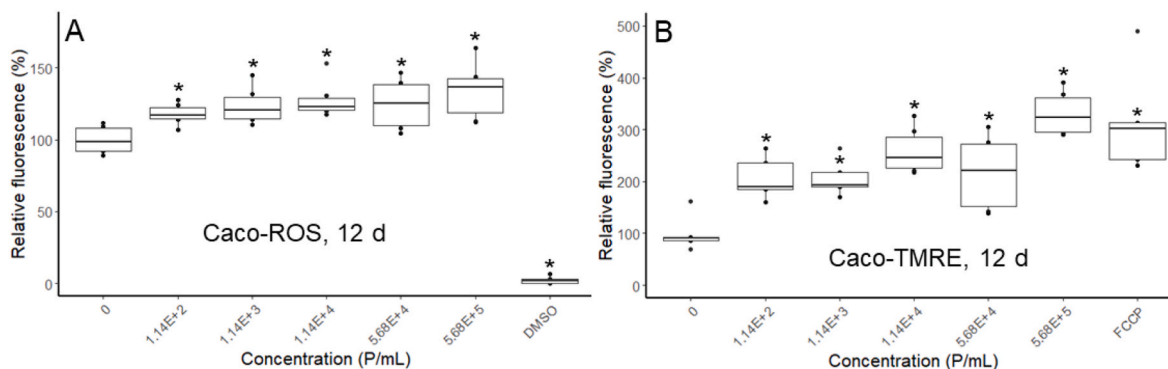 A
Relative fluorescence (%)
150
100
50
0
*
*
*
*
*
*
Caco-ROS, 12 d
0
1.14E+2
1.14E+3
1.14E+4
5.68E+4
5.68E+5
DMSO
Concentration (P/mL)
B
Relative fluorescence (%)
500
400
300
200
100
0
*
*
*
*
*
*
Caco-TMRE, 12 d
0
1.14E+2
1.14E+3
1.14E+4
5.68E+4
5.68E+5
FCCP
Concentration (P/mL)